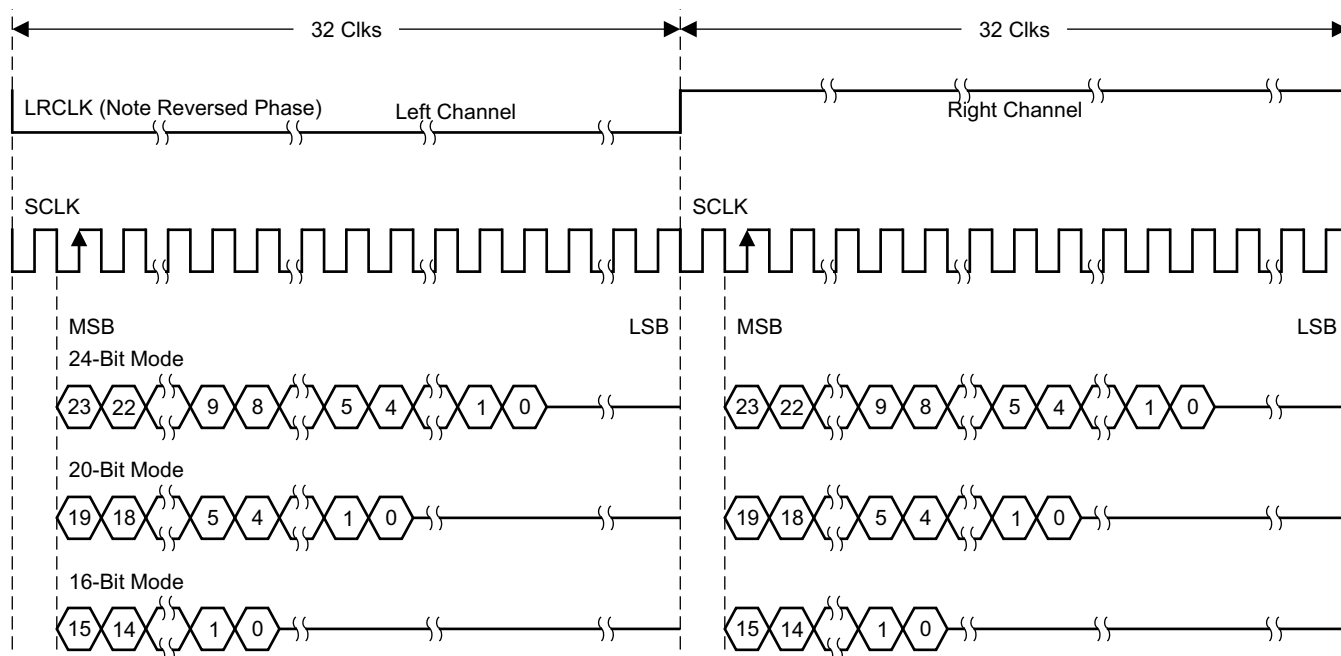 32 Clks 32 Clks
LRCLK (Note Reversed Phase) Left Channel Right Channel
SCLK SCLK
MSB LSB MSB LSB
24-Bit Mode
23 22 9 8 5 4 1 0 23 22 9 8 5 4 1 0
20-Bit Mode
19 18 5 4 1 0 19 18 5 4 1 0
16-Bit Mode
15 14 1 0 15 14 1 0